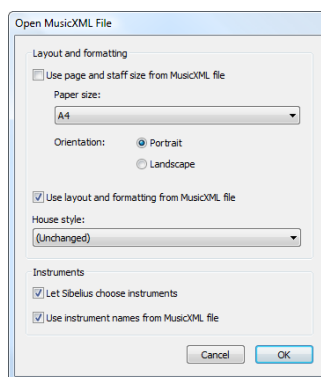 Open MusicXML File
Layout and formatting
Use page and staff size from MusicXML file
Paper size:
A4
Orientation:
Portrait
Landscape
Use layout and formatting from MusicXML file
House style:
(Unchanged)
Instruments
Let Sibelius choose instruments
Use instrument names from MusicXML file
Cancel OK